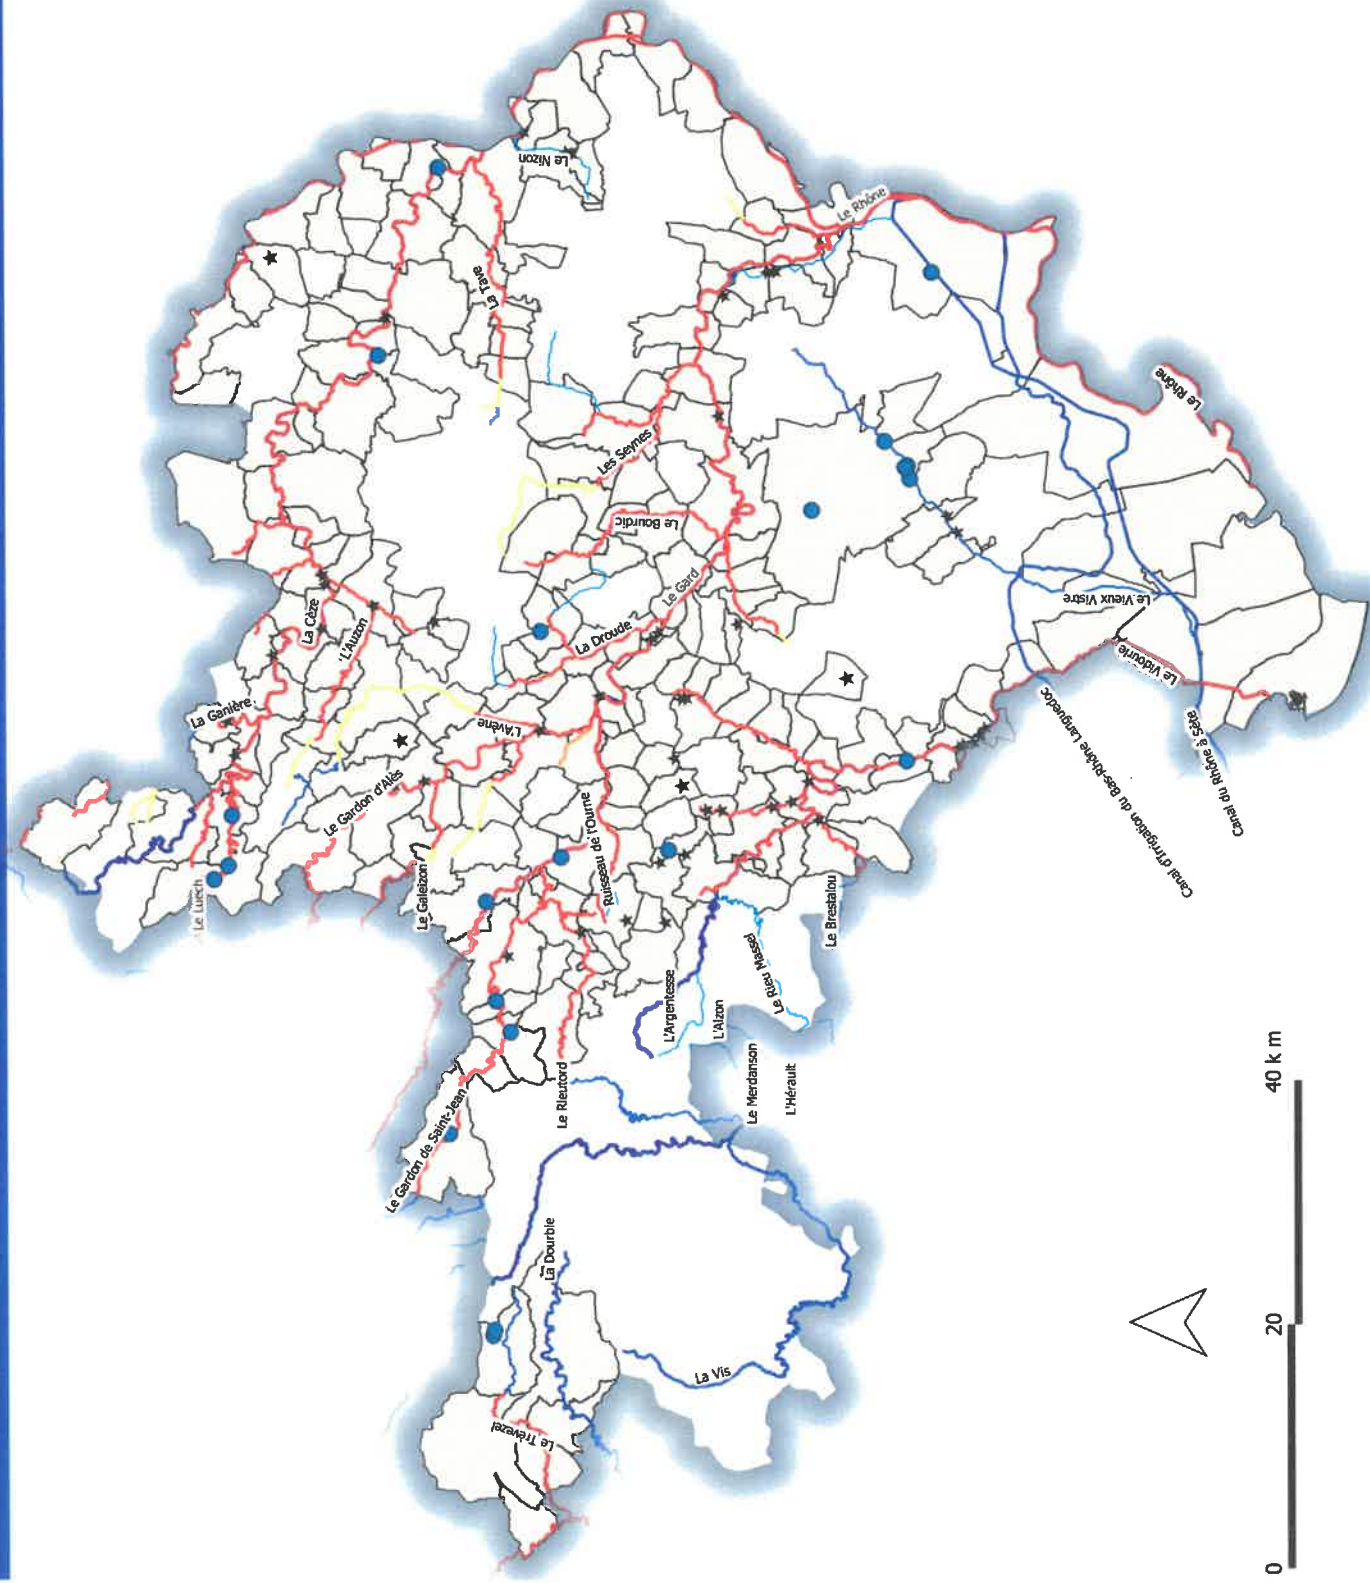 Le Nizon
Le Rhône
La Tave
Les Seynes
Le Rhône
Le Bourdic
La Cèze
L'Auzon
Le Gard
La Droude
Le Vieux Vistre
Le Vidourle
La Ganière
L'Avène
Canal d'Irrigation du Bas-Rhône Languedoc
Canal du Rhône à Sète
Le Gardon d'Alès
Ruisseau de l'Ourne
Le Galeizon
Le Luech
Le Brestalou
Le Rieu Massel
L'Argentesse
L'Alzon
Le Merdanson
L'Hérault
Le Rieutord
Le Gardon de Saint-Jean
La Dourbie
La Vis
Le Trévezel
0
20
40 km